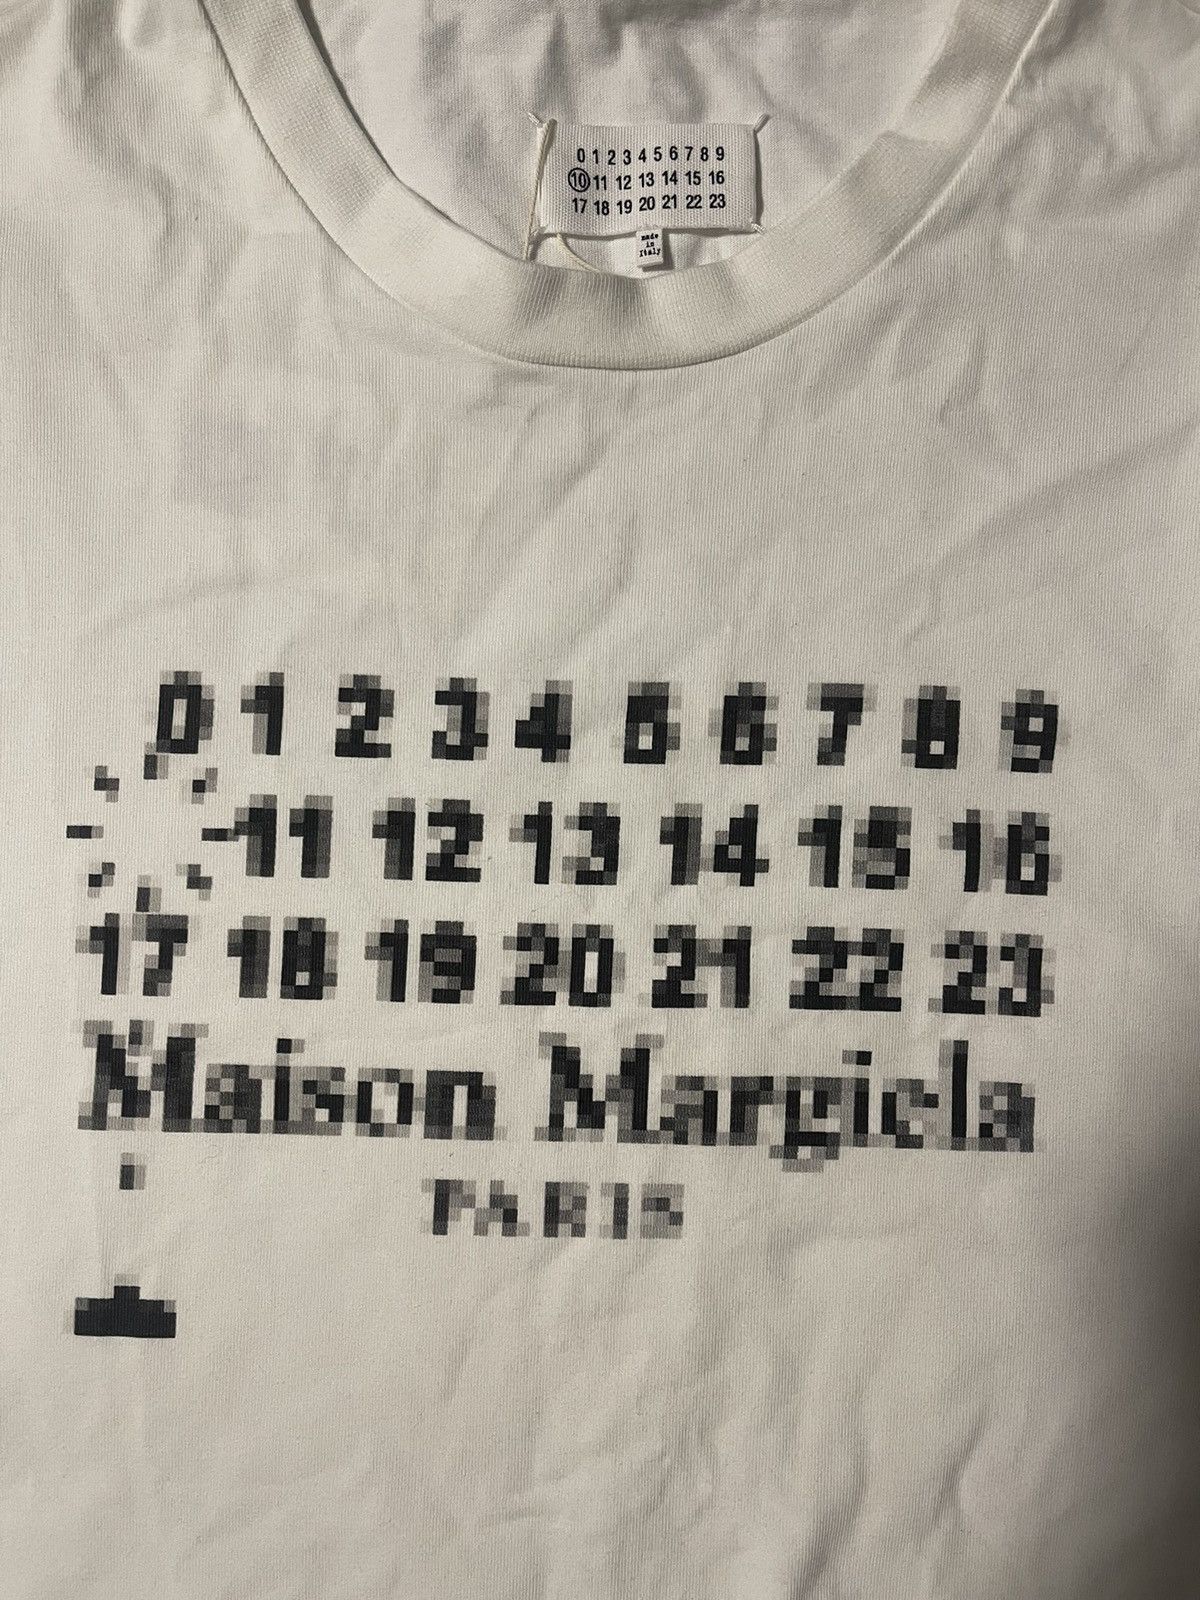 0 1 2 3 4 5 6 7 8 9
10 11 12 13 14 15 16
17 18 19 20 21 22 23
made
in
Italy
0 1 2 3 4 5 6 7 8 9
11 12 13 14 15 16
17 18 19 20 21 22 23
Maison Margiela
PARIS